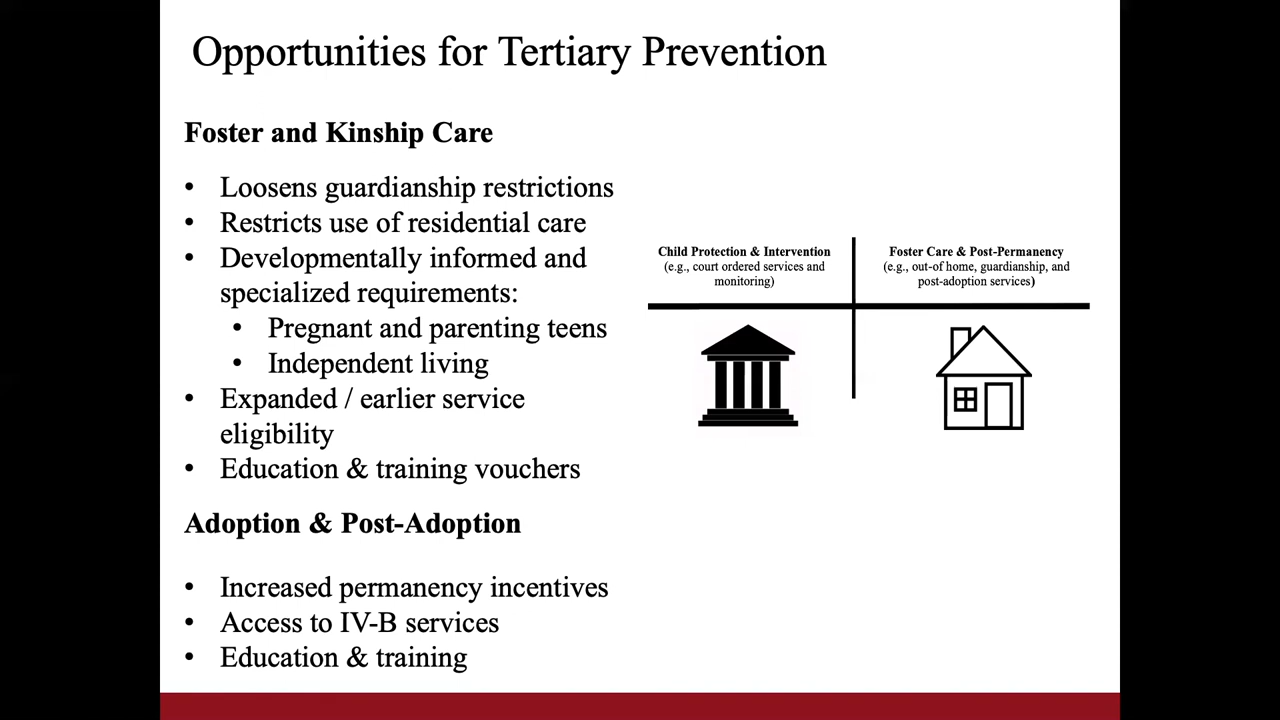 Opportunities for Tertiary Prevention
Foster and Kinship Care
• Loosens guardianship restrictions
• Restricts use of residential care
• Developmentally informed and
specialized requirements:
• Pregnant and parenting teens
• Independent living
• Expanded / earlier service
eligibility
• Education & training vouchers
Adoption & Post-Adoption
• Increased permanency incentives
• Access to IV-B services
• Education & training
Child Protection & Intervention
(e.g., court ordered services and
monitoring)
Foster Care & Post-Permanency
(e.g., out-of home, guardianship, and
post-adoption services)